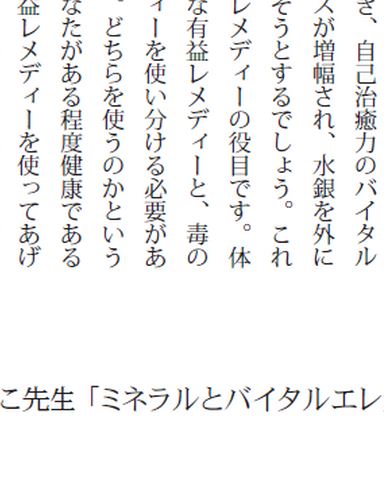 き、自己治癒力のバイタル
スが増幅され、水銀を外に
そうとするでしょう。これ
レメディーの役目です。体
な有益レメディーと、毒の
ィーを使い分ける必要があ
。どちらを使うのかという
なたがある程度健康である
益レメディーを使ってあげ
こ先生「ミネラルとバイタルエレ